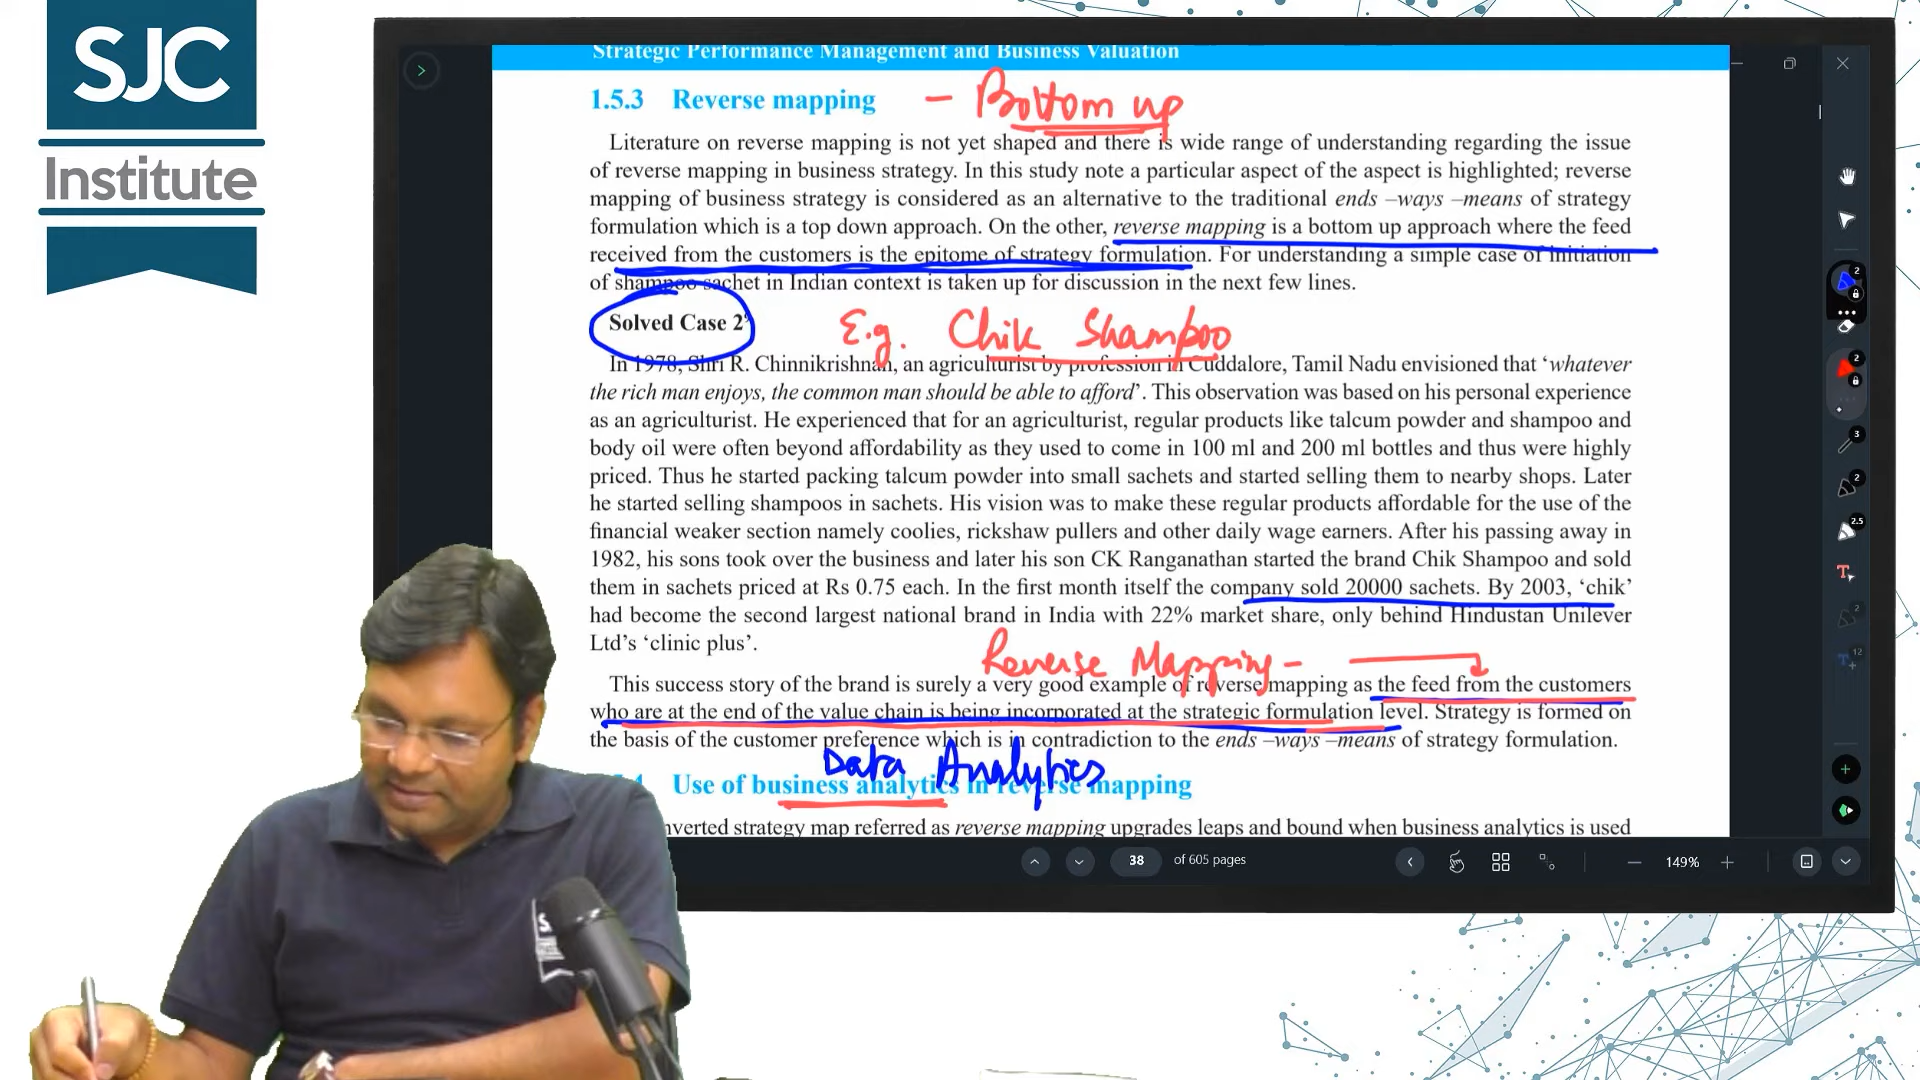 SJC
Institute
Strategic Performance Management and Business Valuation
1.5.3 Reverse mapping – Bottom up
Literature on reverse mapping is not yet shaped and there is wide range of understanding regarding the issue
of reverse mapping in business strategy. In this study note a particular aspect of the aspect is highlighted; reverse
mapping of business strategy is considered as an alternative to the traditional ends –ways –means of strategy
formulation which is a top down approach. On the other, reverse mapping is a bottom up approach where the feed
received from the customers is the epitome of strategy formulation. For understanding a simple case of initiation
of shampoo sachet in Indian context is taken up for discussion in the next few lines.
Solved Case 2
E.g. Chik Shampoo
In 1978, Shri R. Chinnikrishnan, an agriculturist by profession in Cuddalore, Tamil Nadu envisioned that ‘whatever
the rich man enjoys, the common man should be able to afford’. This observation was based on his personal experience
as an agriculturist. He experienced that for an agriculturist, regular products like talcum powder and shampoo and
body oil were often beyond affordability as they used to come in 100 ml and 200 ml bottles and thus were highly
priced. Thus he started packing talcum powder into small sachets and started selling them to nearby shops. Later
he started selling shampoos in sachets. His vision was to make these regular products affordable for the use of the
financial weaker section namely coolies, rickshaw pullers and other daily wage earners. After his passing away in
1982, his sons took over the business and later his son CK Ranganathan started the brand Chik Shampoo and sold
them in sachets priced at Rs 0.75 each. In the first month itself the company sold 20000 sachets. By 2003, ‘chik’
had become the second largest national brand in India with 22% market share, only behind Hindustan Unilever
Ltd’s ‘clinic plus’.
Reverse Mapping –
This success story of the brand is surely a very good example of reverse mapping as the feed from the customers
who are at the end of the value chain is being incorporated at the strategic formulation level. Strategy is formed on
the basis of the customer preference which is in contradiction to the ends –ways –means of strategy formulation.
Data Analytics
Use of business analytics in reverse mapping
nverted strategy map referred as reverse mapping upgrades leaps and bound when business analytics is used
38 of 605 pages
149%
2
2
3
2
2.5
2
12